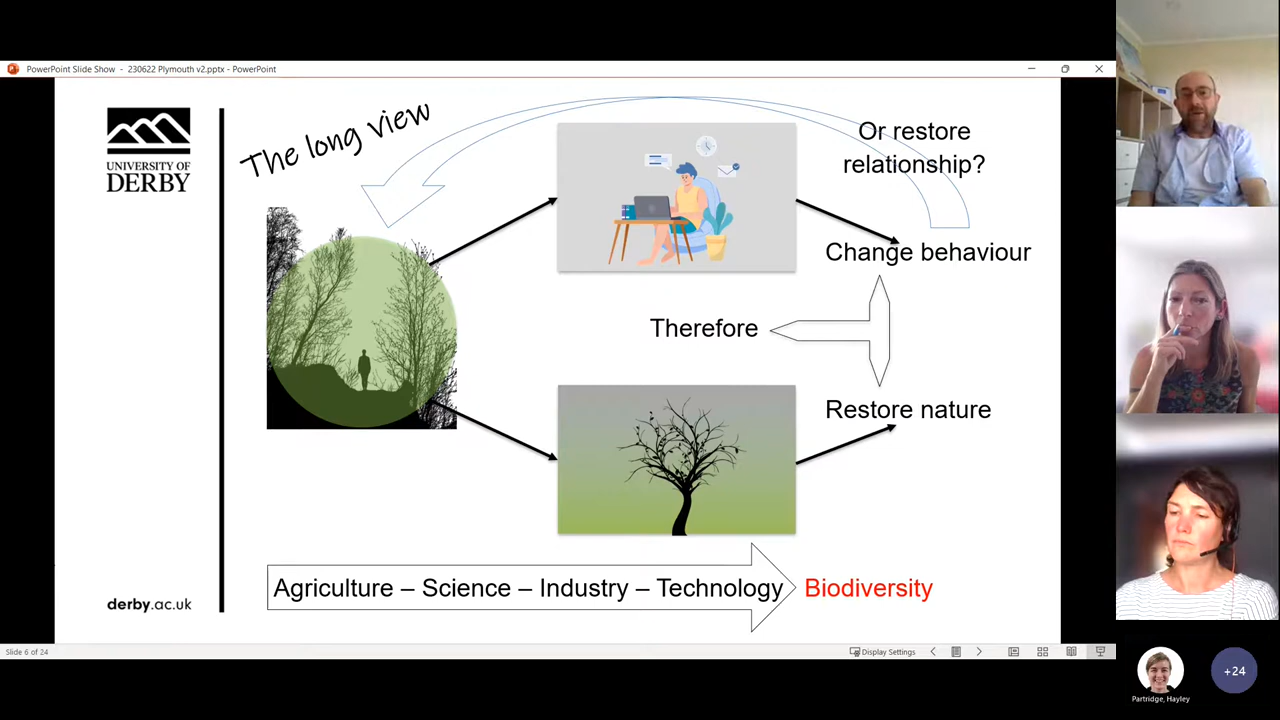 PowerPoint Slide Show - 230622 Plymouth v2.pptx - PowerPoint
UNIVERSITY OF
DERBY
The long view
Or restore
relationship?
Change behaviour
Therefore
Restore nature
Agriculture – Science – Industry – Technology
Biodiversity
derby.ac.uk
Slide 6 of 24
Display Settings
Partridge, Hayley
+24